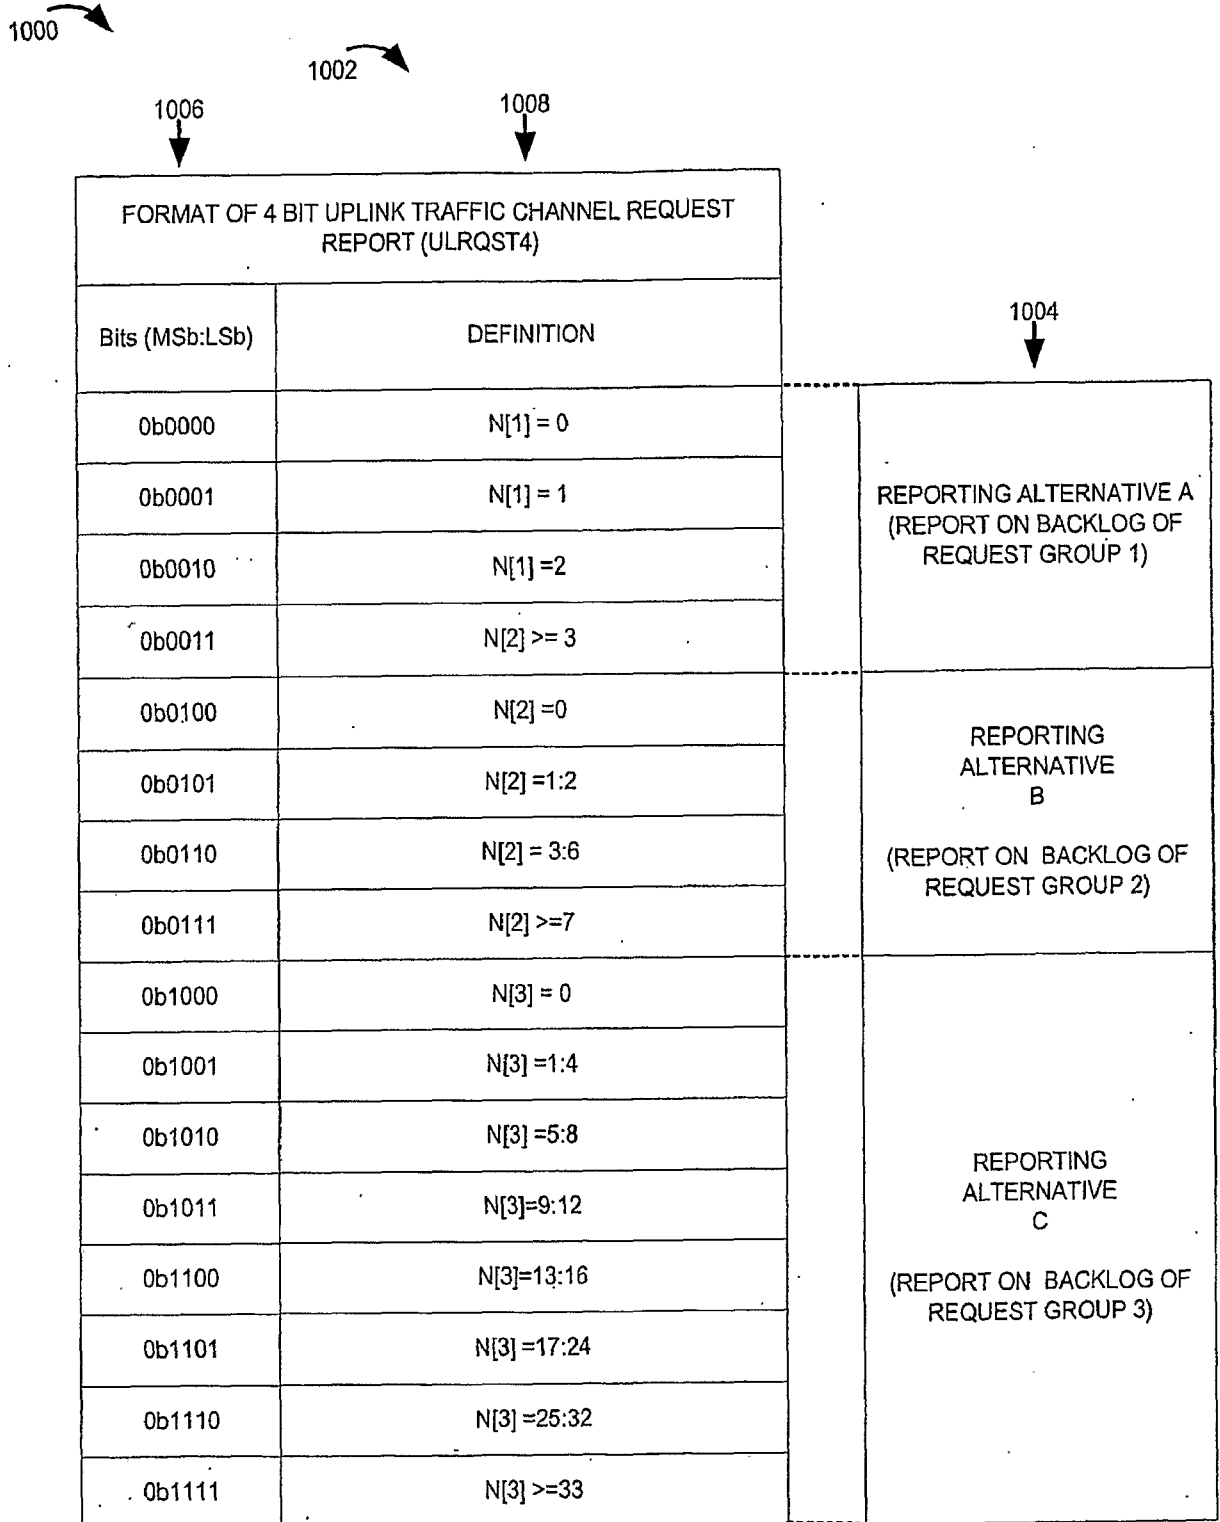 1000
1002
1006
1008
FORMAT OF 4 BIT UPLINK TRAFFIC CHANNEL REQUEST
REPORT (ULRQST4)
Bits (MSb:LSb)
DEFINITION
1004
0b0000
N[1] = 0
0b0001
N[1] = 1
0b0010
N[1] =2
0b0011
N[2] >= 3
REPORTING ALTERNATIVE A
(REPORT ON BACKLOG OF
REQUEST GROUP 1)
0b0100
N[2] =0
0b0101
N[2] =1:2
0b0110
N[2] = 3:6
0b0111
N[2] >=7
REPORTING
ALTERNATIVE
B
(REPORT ON BACKLOG OF
REQUEST GROUP 2)
0b1000
N[3] = 0
0b1001
N[3] =1:4
0b1010
N[3] =5:8
0b1011
N[3]=9:12
0b1100
N[3]=13:16
0b1101
N[3] =17:24
0b1110
N[3] =25:32
0b1111
N[3] >=33
REPORTING
ALTERNATIVE
C
(REPORT ON BACKLOG OF
REQUEST GROUP 3)